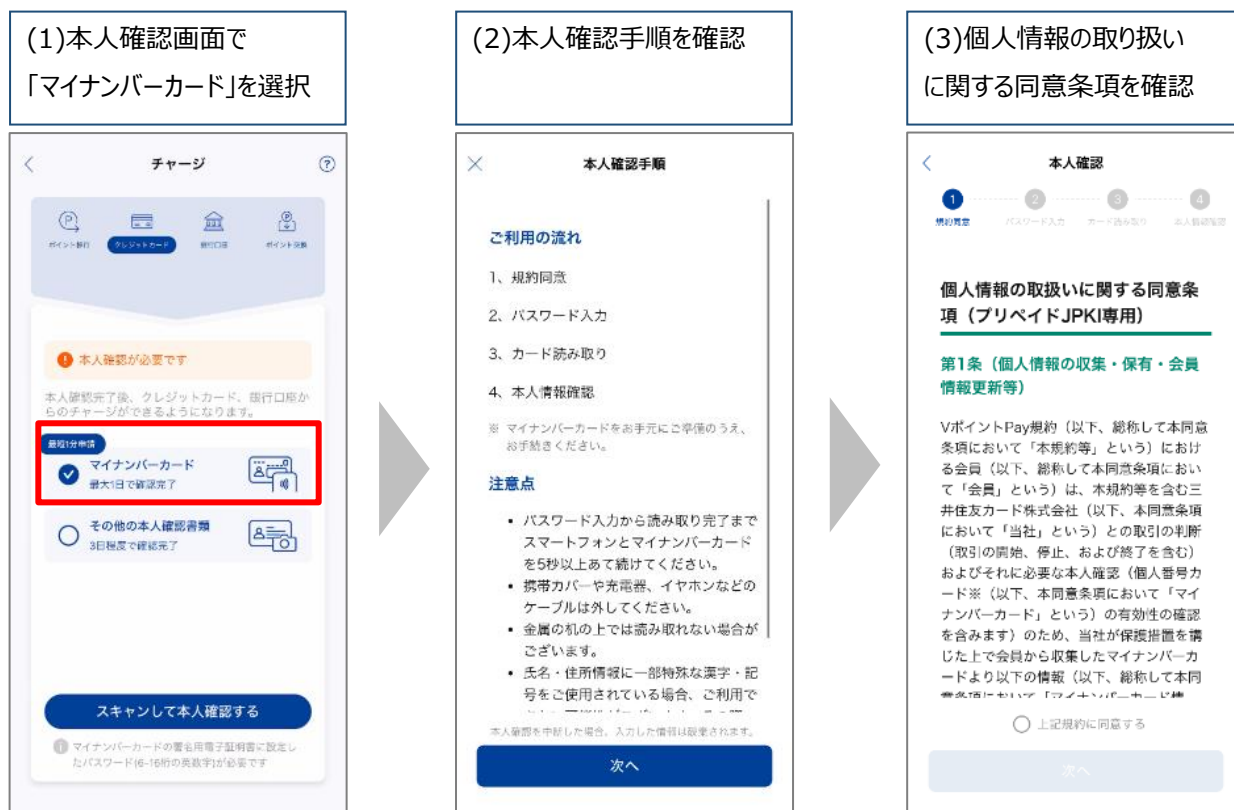 (1)本人確認画面で
「マイナンバーカード」を選択
チャージ
?
ポイント移行
クレジットカード
銀行口座
ポイント交換
本人確認が必要です
本人確認完了後、クレジットカード、銀行口座か
らのチャージができるようになります。
最短1分申請
マイナンバーカード
最大1日で確認完了
その他の本人確認書類
3日程度で確認完了
スキャンして本人確認する
マイナンバーカードの署名用電子証明書に設定し
たパスワード(6-16桁の英数字)が必要です
(2)本人確認手順を確認
本人確認手順
ご利用の流れ
1、規約同意
2、パスワード入力
3、カード読み取り
4、本人情報確認
※ マイナンバーカードをお手元にご準備のうえ、
お手続きください。
注意点
• パスワード入力から読み取り完了まで
スマートフォンとマイナンバーカード
を5秒以上あて続けてください。
• 携帯カバーや充電器、イヤホンなどの
ケーブルは外してください。
• 金属の机の上では読み取れない場合が
ございます。
• 氏名・住所情報に一部特殊な漢字・記
号をご使用されている場合、ご利用で
本人確認を中断した場合、入力した情報は破棄されます。
次へ
(3)個人情報の取り扱い
に関する同意条項を確認
本人確認
1 2 3 4
規約同意 パスワード入力 カード読み取り 本人情報確認
個人情報の取扱いに関する同意条
項（プリペイドJPKI専用）
第1条（個人情報の収集・保有・会員
情報更新等）
VポイントPay規約（以下、総称して本同意
条項において「本規約等」という）におけ
る会員（以下、総称して本同意条項におい
て「会員」という）は、本規約等を含む三
井住友カード株式会社（以下、本同意条項
において「当社」という）との取引の判断
（取引の開始、停止、および終了を含む）
およびそれに必要な本人確認（個人番号カ
ード※（以下、本同意条項において「マイ
ナンバーカード」という）の有効性の確認
を含みます）のため、当社が保護措置を講
じた上で会員から収集したマイナンバーカ
ードより以下の情報（以下、総称して本同
意条項において「マイナンバーカード情
上記規約に同意する
次へ